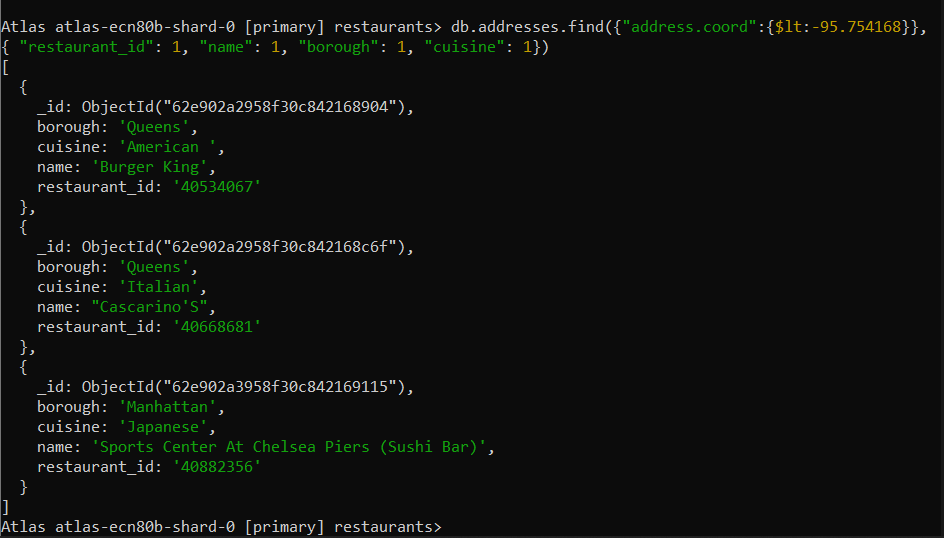 Atlas atlas-ecn80b-shard-0 [primary] restaurants> db.addresses.find({"address.coord":{$lt:-95.754168}},
{ "restaurant_id": 1, "name": 1, "borough": 1, "cuisine": 1})
[
  {
    _id: ObjectId("62e902a2958f30c842168904"),
    borough: 'Queens',
    cuisine: 'American ',
    name: 'Burger King',
    restaurant_id: '40534067'
  },
  {
    _id: ObjectId("62e902a2958f30c842168c6f"),
    borough: 'Queens',
    cuisine: 'Italian',
    name: "Cascarino'S",
    restaurant_id: '40668681'
  },
  {
    _id: ObjectId("62e902a3958f30c842169115"),
    borough: 'Manhattan',
    cuisine: 'Japanese',
    name: 'Sports Center At Chelsea Piers (Sushi Bar)',
    restaurant_id: '40882356'
  }
]
Atlas atlas-ecn80b-shard-0 [primary] restaurants>